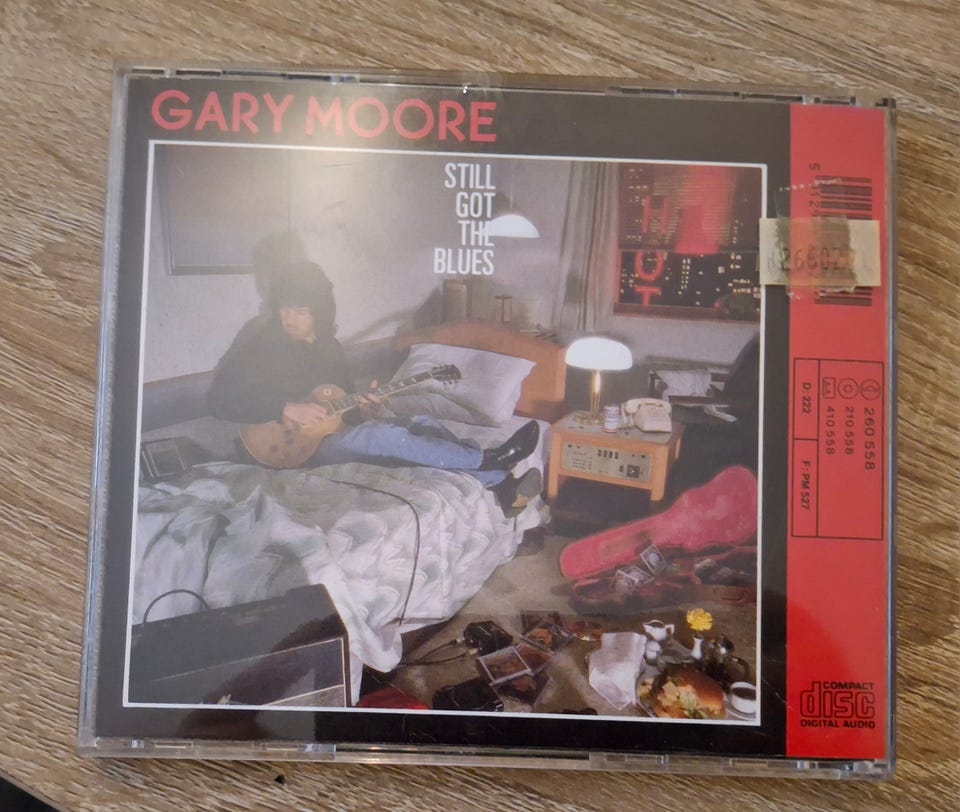 GARY MOORE
STILL
GOT
THE
BLUES
HOT
260 558
210 558
410 558
D: 222
F: PM 527
COMPACT
disc
DIGITAL AUDIO